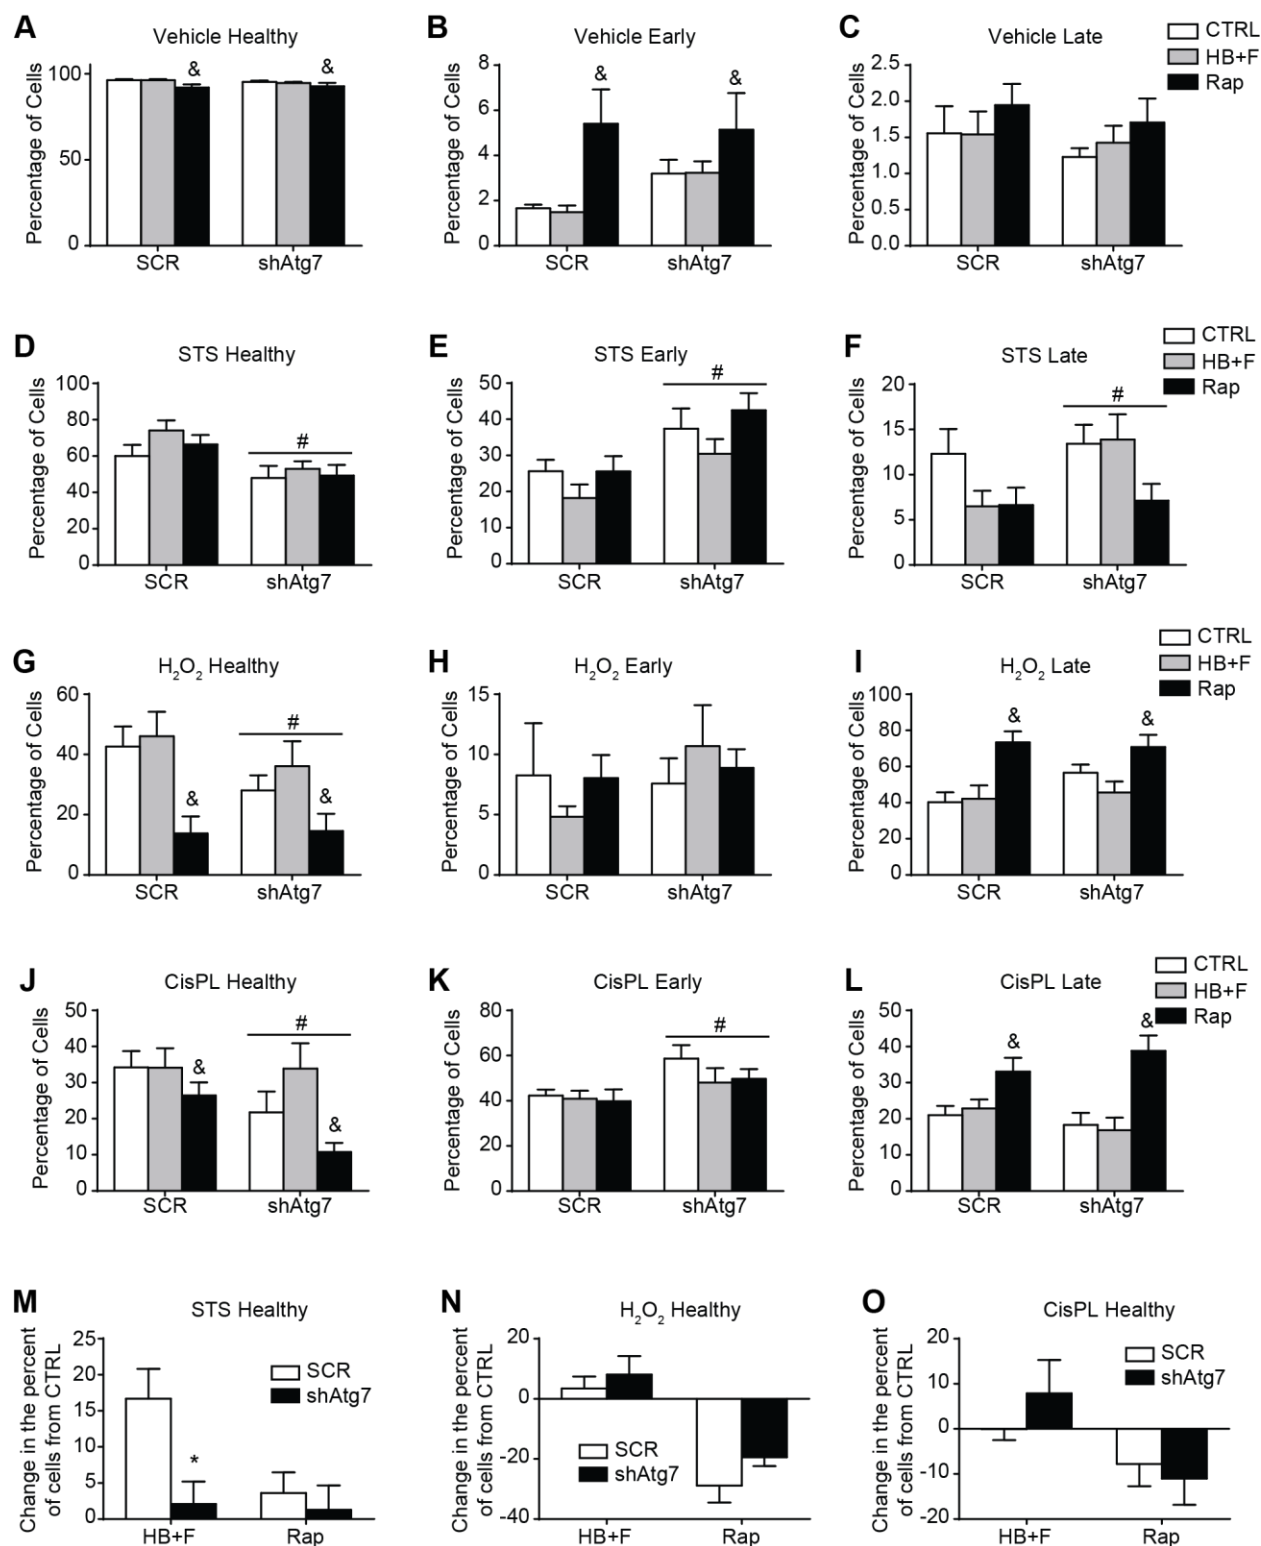 A
Vehicle Healthy
Percentage of Cells
100
50
0
&
&
SCR
shAtg7
B
Vehicle Early
Percentage of Cells
8
6
4
2
0
&
&
SCR
shAtg7
C
Vehicle Late
Percentage of Cells
2.5
2.0
1.5
1.0
0.5
0.0
SCR
shAtg7
CTRL
HB+F
Rap
D
STS Healthy
Percentage of Cells
100
80
60
40
20
0
#
SCR
shAtg7
E
STS Early
Percentage of Cells
50
40
30
20
10
0
#
SCR
shAtg7
F
STS Late
Percentage of Cells
20
15
10
5
0
#
SCR
shAtg7
CTRL
HB+F
Rap
G
H₂O₂ Healthy
Percentage of Cells
60
40
20
0
&
#
&
SCR
shAtg7
H
H₂O₂ Early
Percentage of Cells
15
10
5
0
SCR
shAtg7
I
H₂O₂ Late
Percentage of Cells
100
80
60
40
20
0
&
&
SCR
shAtg7
CTRL
HB+F
Rap
J
CisPL Healthy
Percentage of Cells
50
40
30
20
10
0
&
#
&
SCR
shAtg7
K
CisPL Early
Percentage of Cells
80
60
40
20
0
#
SCR
shAtg7
L
CisPL Late
Percentage of Cells
50
40
30
20
10
0
&
&
SCR
shAtg7
CTRL
HB+F
Rap
M
STS Healthy
Change in the percent
of cells from CTRL
25
20
15
10
5
0
*
SCR
shAtg7
HB+F
Rap
N
H₂O₂ Healthy
Change in the percent
of cells from CTRL
20
0
-20
-40
SCR
shAtg7
HB+F
Rap
O
CisPL Healthy
Change in the percent
of cells from CTRL
20
10
0
-10
-20
SCR
shAtg7
HB+F
Rap